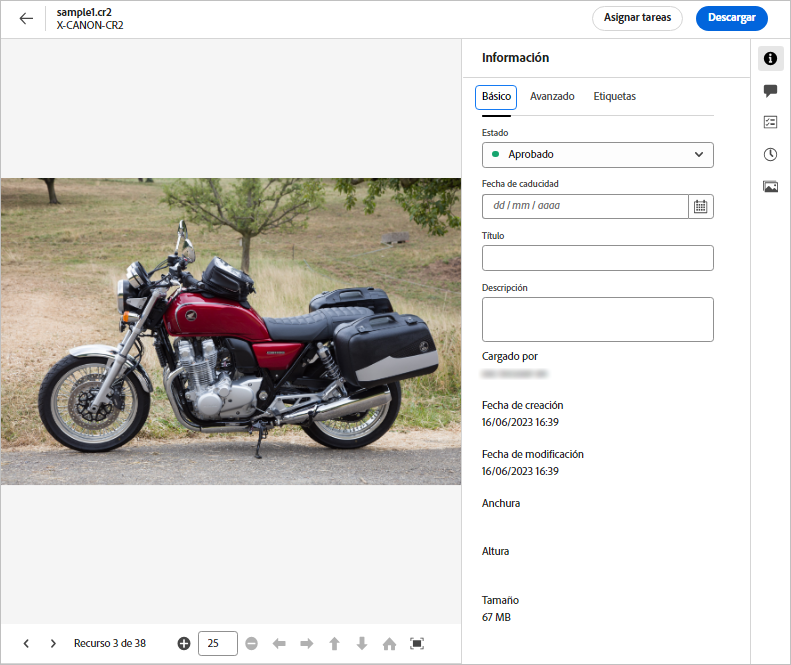 sample1.cr2
X-CANON-CR2
Asignar tareas
Descargar
Información
Básico Avanzado Etiquetas
Estado
Aprobado
Fecha de caducidad
dd / mm / aaaa
Título
Descripción
Cargado por
Fecha de creación
16/06/2023 16:39
Fecha de modificación
16/06/2023 16:39
Anchura
Altura
Tamaño
67 MB
Recurso 3 de 38
25